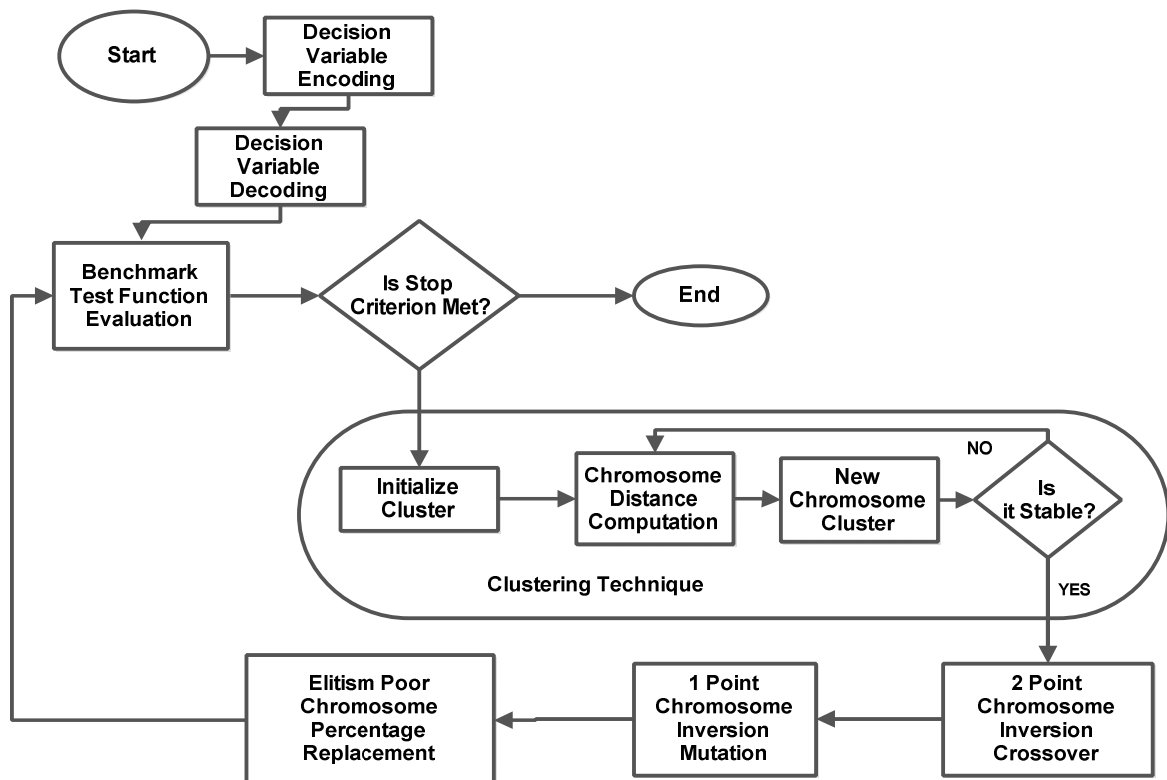 Start
Decision
Variable
Encoding
Decision
Variable
Decoding
Benchmark
Test Function
Evaluation
Is Stop
Criterion Met?
End
Initialize
Cluster
Chromosome
Distance
Computation
New
Chromosome
Cluster
NO
Is
it Stable?
Clustering Technique
YES
Elitism Poor
Chromosome
Percentage
Replacement
1 Point
Chromosome
Inversion
Mutation
2 Point
Chromosome
Inversion
Crossover